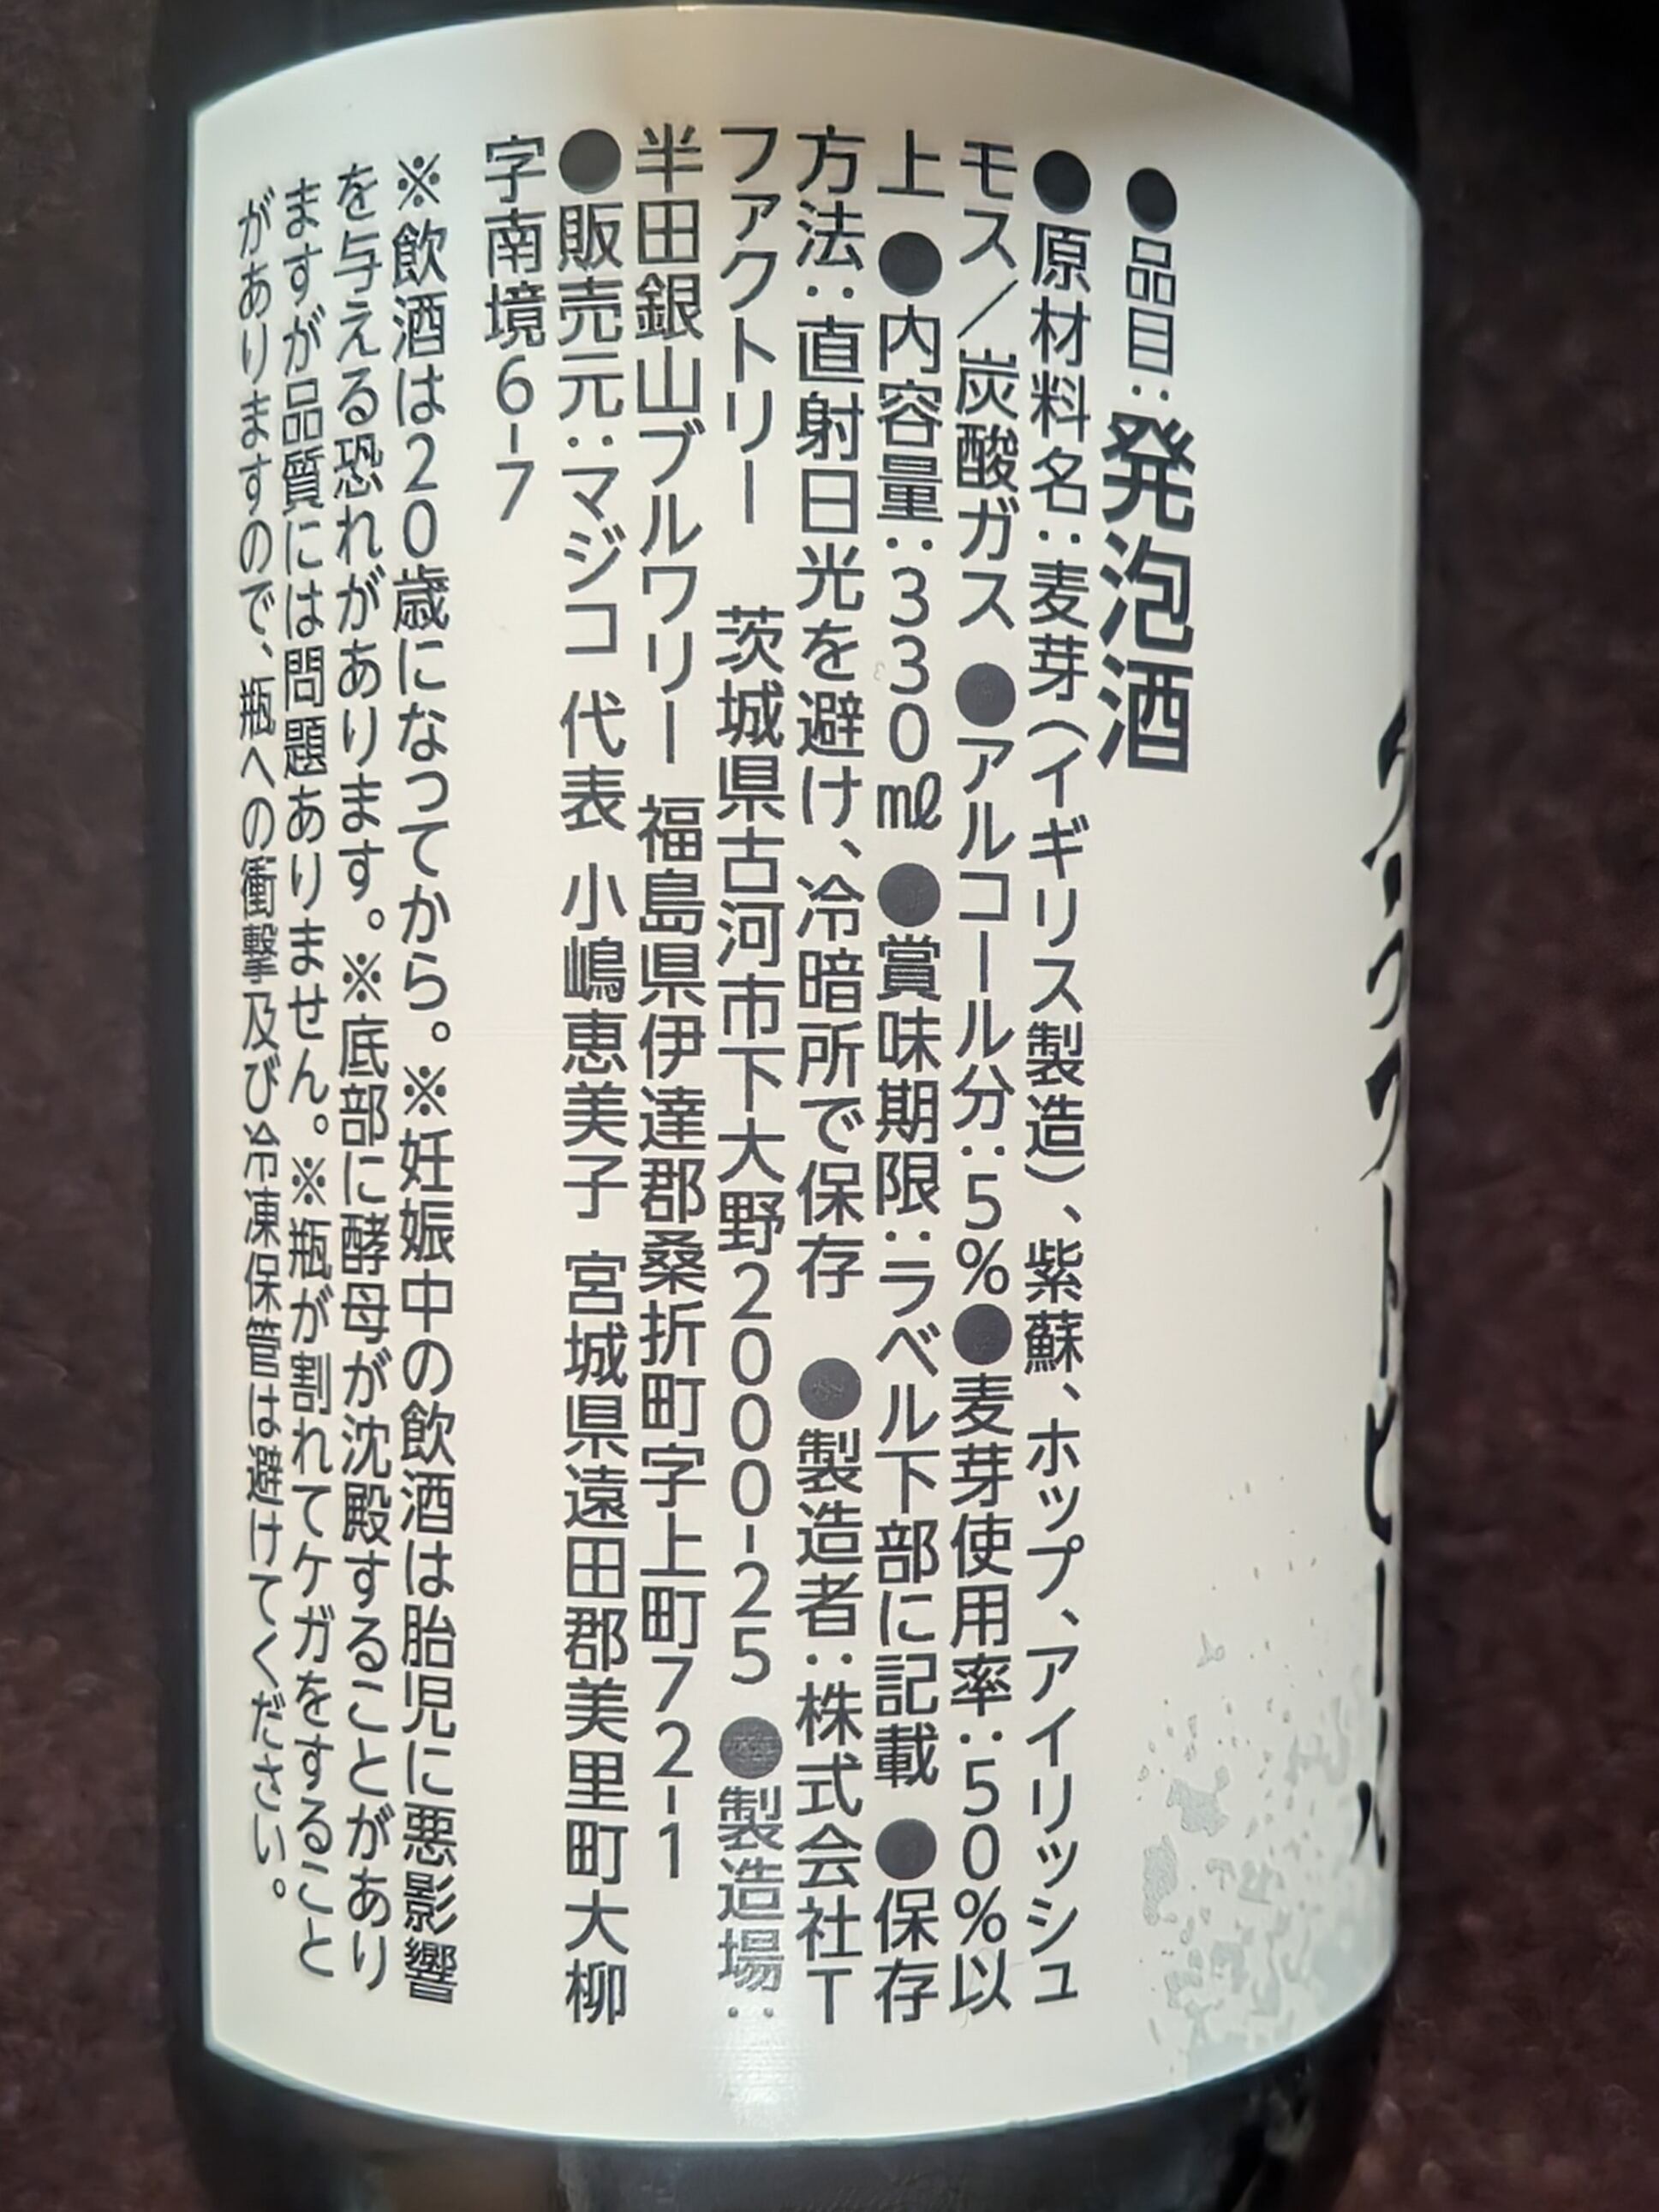 クラフトビール
●品目：発泡酒
●原材料名：麦芽（イギリス製造）、紫蘇、ホップ、アイリッシュ
モス／炭酸ガス ●アルコール分：5％●麦芽使用率：50％以
上 ●内容量：330㎖ ●賞味期限：ラベル下部に記載 ●保存
方法：直射日光を避け、冷暗所で保存 ●製造者：株式会社T
ファクトリー 茨城県古河市下大野2000-25 ●製造場：
半田銀山ブルワリー 福島県伊達郡桑折町字上町72-1
●販売元：マジコ 代表 小嶋恵美子 宮城県遠田郡美里町大柳
字南境6-7
※飲酒は20歳になってから。※妊娠中の飲酒は胎児に悪影響
を与える恐れがあります。※底部に酵母が沈殿することがあり
ますが品質には問題ありません。※瓶が割れてケガをすること
がありますので、瓶への衝撃及び冷凍保管は避けてください。